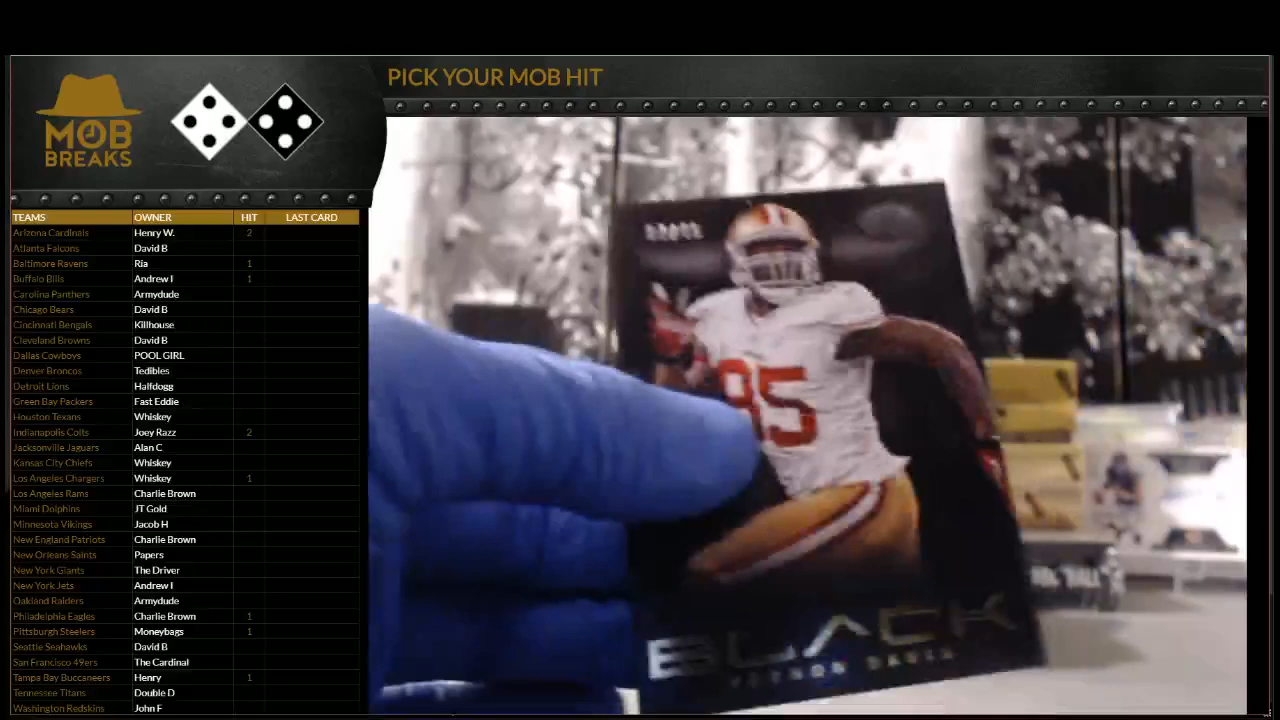 PICK YOUR MOB HIT
MOB
BREAKS
TEAMS OWNER HIT LAST CARD
Arizona Cardinals Henry W. 2
Atlanta Falcons David B
Baltimore Ravens Ria 1
Buffalo Bills Andrew I 1
Carolina Panthers Armydude
Chicago Bears David B
Cincinnati Bengals Killhouse
Cleveland Browns David B
Dallas Cowboys POOL GIRL
Denver Broncos Tedibles
Detroit Lions Halfdogg
Green Bay Packers Fast Eddie
Houston Texans Whiskey
Indianapolis Colts Joey Razz 2
Jacksonville Jaguars Alan C
Kansas City Chiefs Whiskey
Los Angeles Chargers Whiskey 1
Los Angeles Rams Charlie Brown
Miami Dolphins JT Gold
Minnesota Vikings Jacob H
New England Patriots Charlie Brown
New Orleans Saints Papers
New York Giants The Driver
New York Jets Andrew I
Oakland Raiders Armydude
Philadelphia Eagles Charlie Brown 1
Pittsburgh Steelers Moneybags 1
Seattle Seahawks David B
San Francisco 49ers The Cardinal
Tampa Bay Buccaneers Henry 1
Tennessee Titans Double D
Washington Redskins John F
85
BLACK
VERNON DAVIS